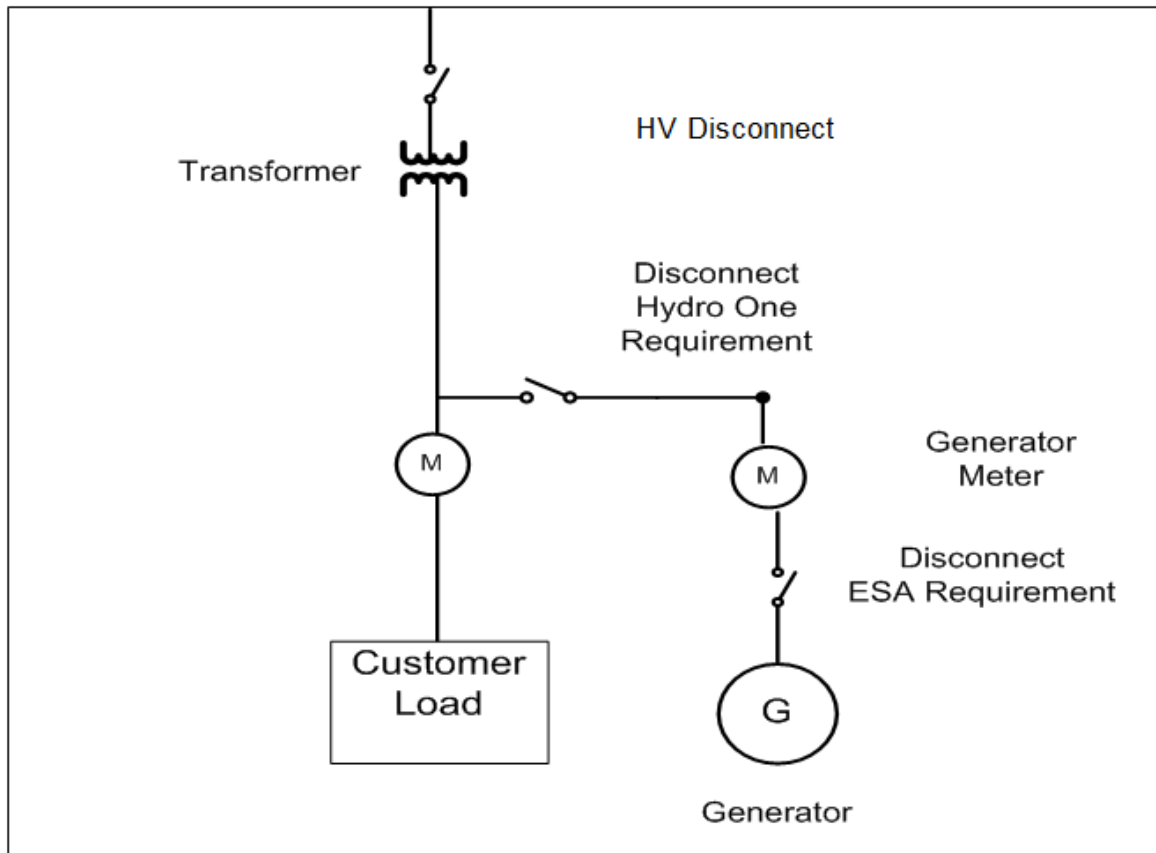 HV Disconnect
Transformer
Disconnect
Hydro One
Requirement
M
M
Generator
Meter
Disconnect
ESA Requirement
Customer
Load
G
Generator